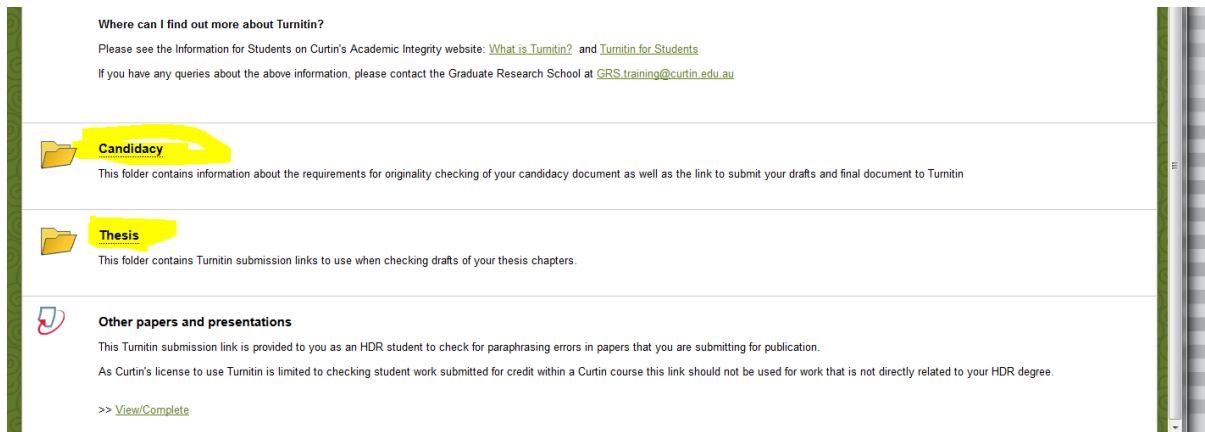 Where can I find out more about Turnitin?
Please see the Information for Students on Curtin's Academic Integrity website: What is Turnitin? and Turnitin for Students
If you have any queries about the above information, please contact the Graduate Research School at GRS.training@curtin.edu.au
Candidacy
This folder contains information about the requirements for originality checking of your candidacy document as well as the link to submit your drafts and final document to Turnitin
Thesis
This folder contains Turnitin submission links to use when checking drafts of your thesis chapters.
Other papers and presentations
This Turnitin submission link is provided to you as an HDR student to check for paraphrasing errors in papers that you are submitting for publication.
As Curtin's license to use Turnitin is limited to checking student work submitted for credit within a Curtin course this link should not be used for work that is not directly related to your HDR degree.
>> View/Complete